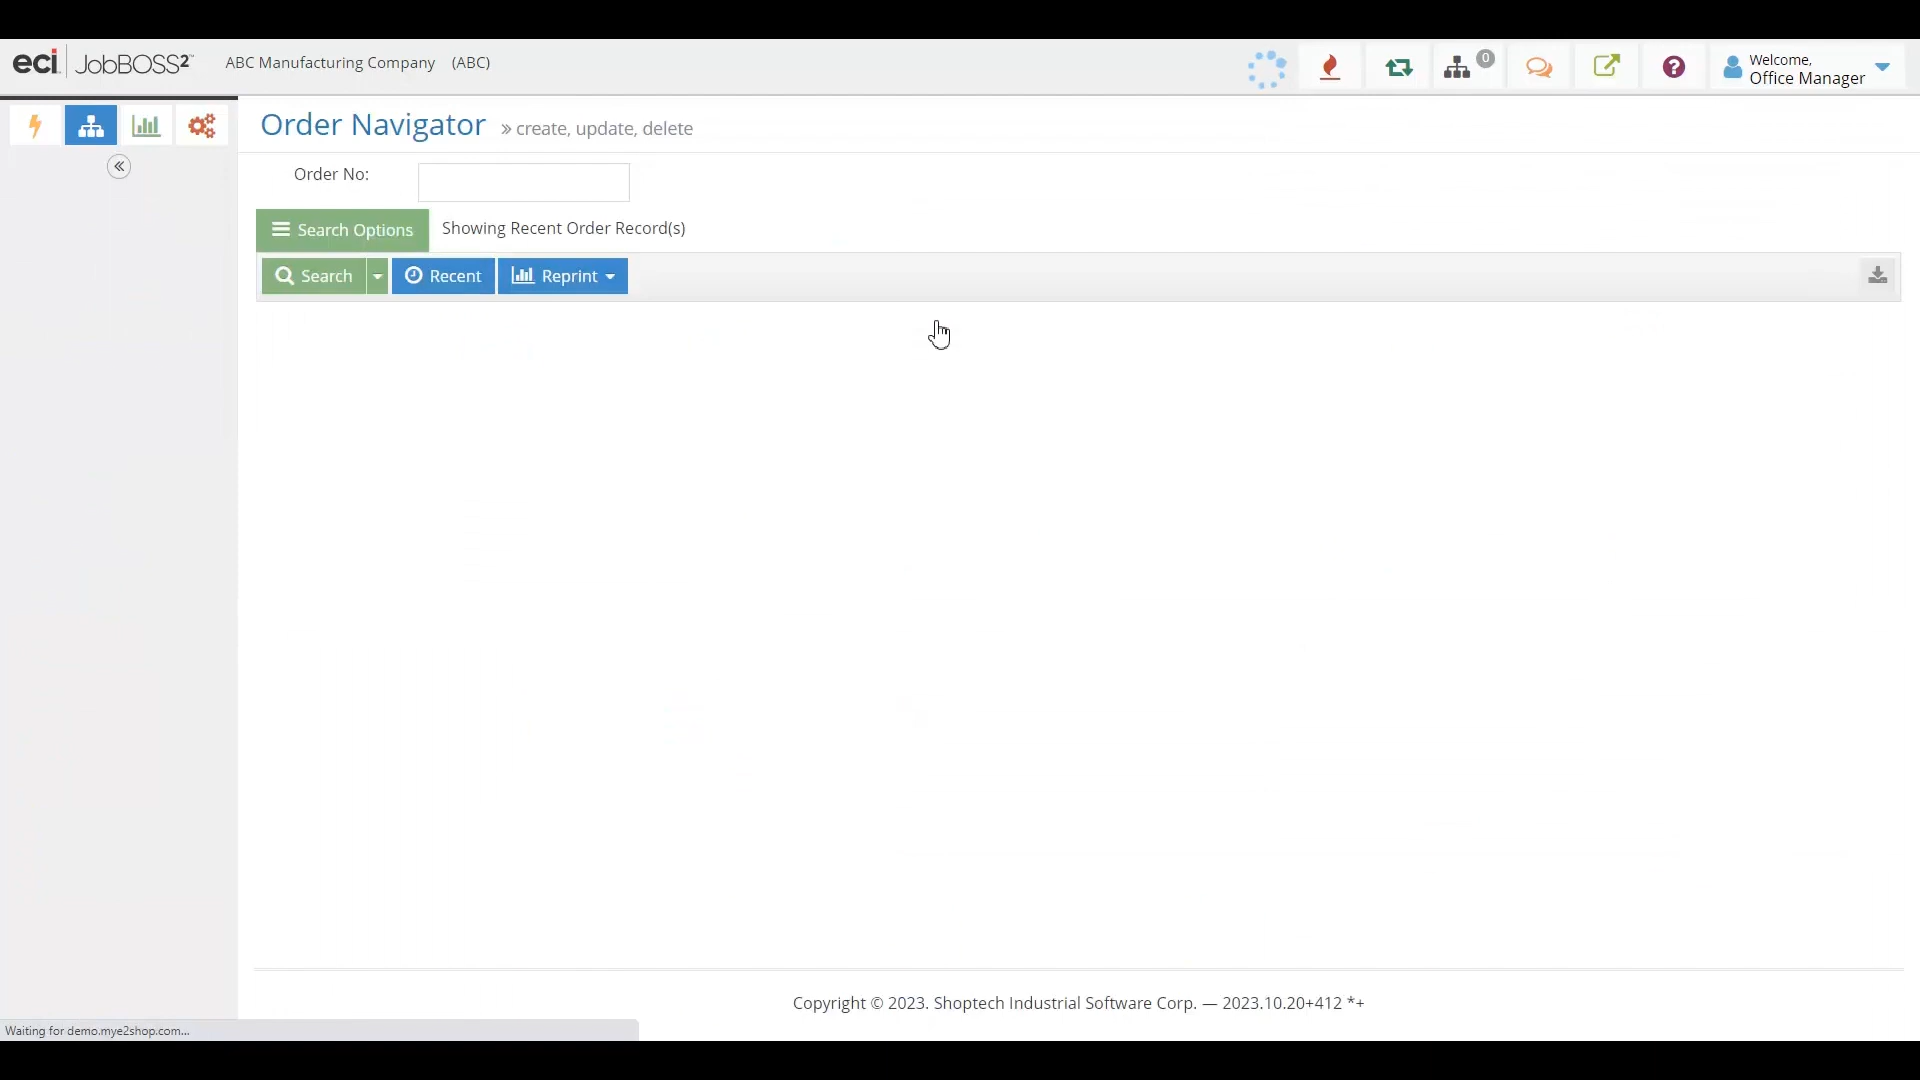 eci JobBOSS²™ ABC Manufacturing Company (ABC)
0
Welcome,
Office Manager
Order Navigator » create, update, delete
Order No:
Search Options Showing Recent Order Record(s)
Search Recent Reprint
Copyright © 2023. Shoptech Industrial Software Corp. — 2023.10.20+412 *+
Waiting for demo.mye2shop.com...